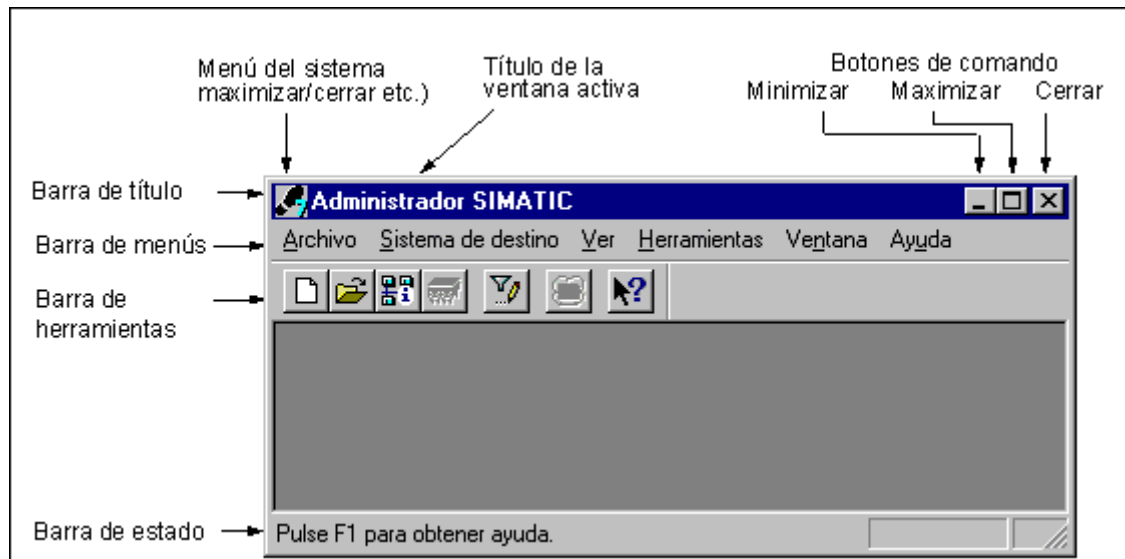 Menú del sistema
maximizar/cerrar etc.)
Título de la
ventana activa
Botones de comando
Minimizar Maximizar Cerrar
Barra de título
Administrador SIMATIC
Barra de menús
Archivo Sistema de destino Ver Herramientas Ventana Ayuda
Barra de
herramientas
Barra de estado
Pulse F1 para obtener ayuda.